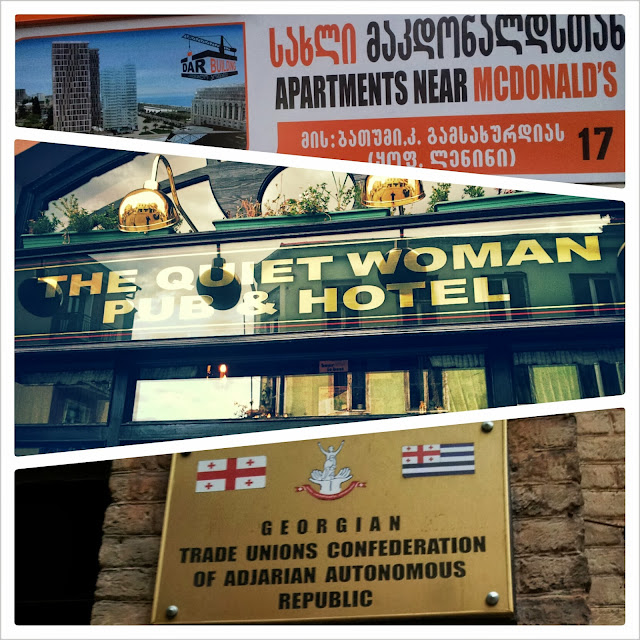 DAR BUILDING
სახლი მაკდონალდსთან
APARTMENTS NEAR MCDONALD'S
მის: ბათუმი, კ. გამსახურდიას 17
(ყოფ. ლენინი)
THE QUIET WOMAN
PUB & HOTEL
GEORGIAN
TRADE UNIONS CONFEDERATION
OF ADJARIAN AUTONOMOUS
REPUBLIC